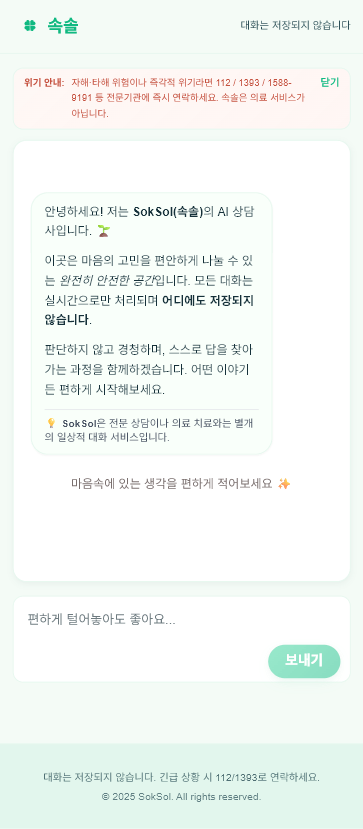 속솔
대화는 저장되지 않습니다
위기 안내: 자해·타해 위험이나 즉각적 위기라면 112 / 1393 / 1588-
9191 등 전문기관에 즉시 연락하세요. 속솔은 의료 서비스가
아닙니다.
닫기
안녕하세요! 저는 SokSol(속솔)의 AI 상담
사입니다. 🌱
이곳은 마음의 고민을 편안하게 나눌 수 있
는 완전히 안전한 공간입니다. 모든 대화는
실시간으로만 처리되며 어디에도 저장되지
않습니다.
판단하지 않고 경청하며, 스스로 답을 찾아
가는 과정을 함께하겠습니다. 어떤 이야기
든 편하게 시작해보세요.
💡 SokSol은 전문 상담이나 의료 치료와는 별개
의 일상적 대화 서비스입니다.
마음속에 있는 생각을 편하게 적어보세요 ✨
편하게 털어놓아도 좋아요...
보내기
대화는 저장되지 않습니다. 긴급 상황 시 112/1393로 연락하세요.
© 2025 SokSol. All rights reserved.